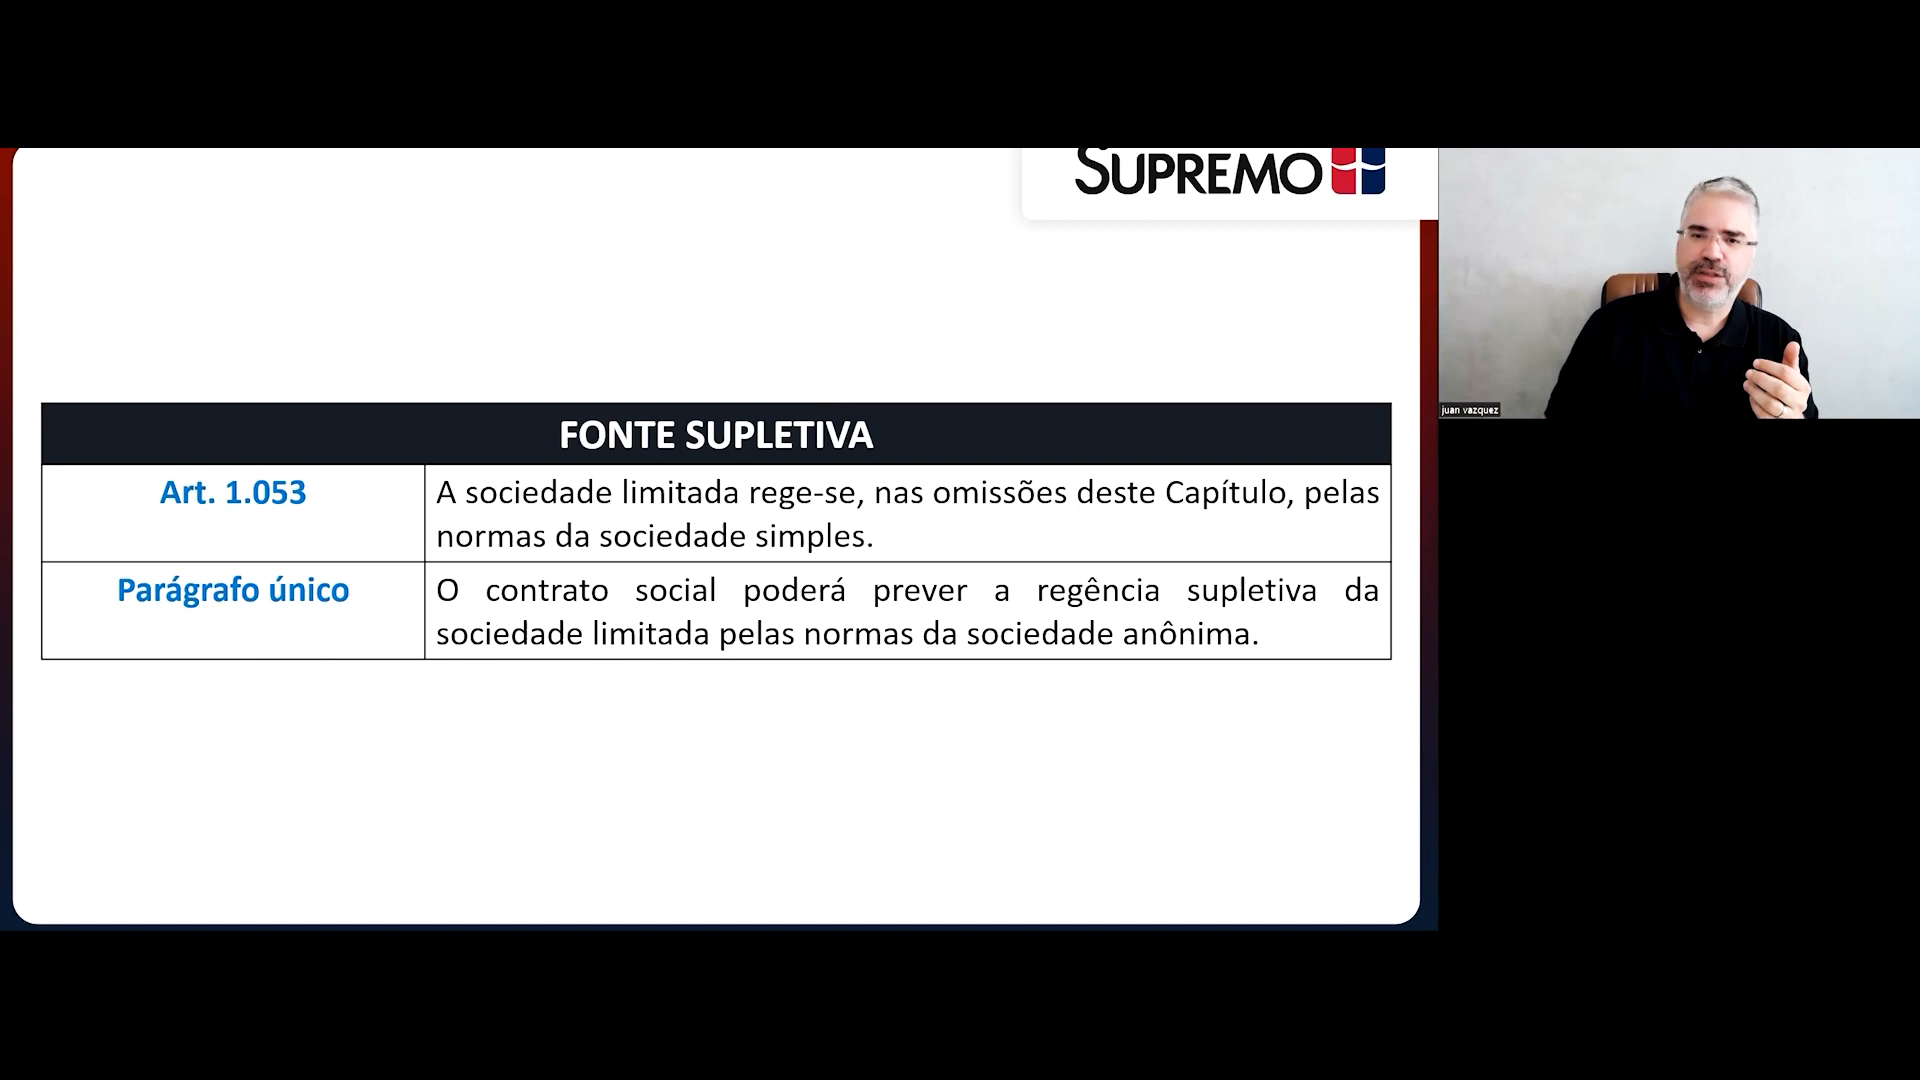 SUPREMO
juan vazquez
FONTE SUPLETIVA
Art. 1.053
A sociedade limitada rege-se, nas omissões deste Capítulo, pelas
normas da sociedade simples.
Parágrafo único
O contrato social poderá prever a regência supletiva da
sociedade limitada pelas normas da sociedade anônima.